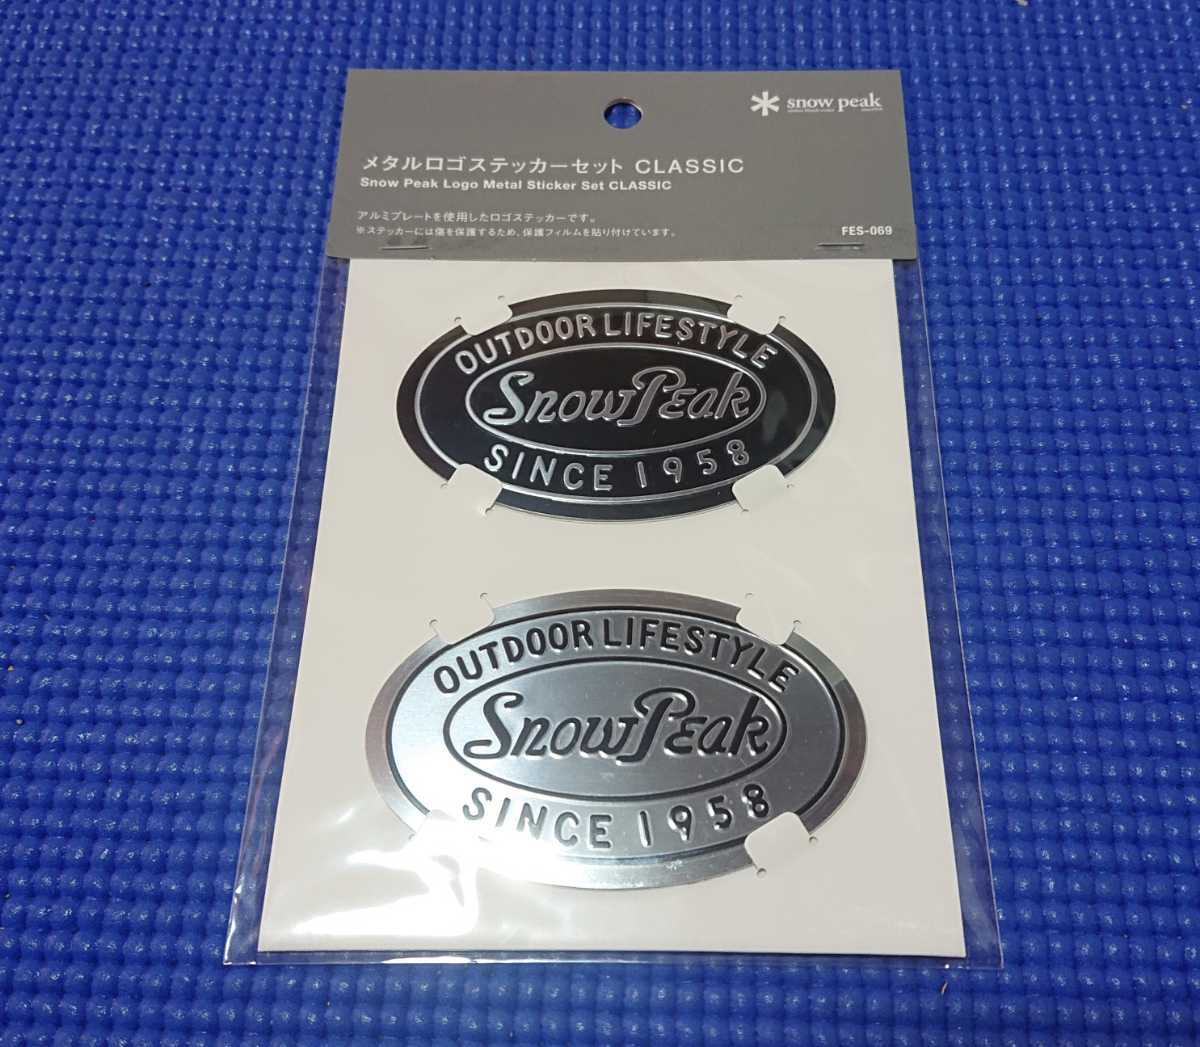 snow peak
メタルロゴステッカーセット CLASSIC
Snow Peak Logo Metal Sticker Set CLASSIC
アルミプレートを使用したロゴステッカーです。
※ステッカーには傷を保護するため、保護フィルムを貼り付けています。
FES-069
OUTDOOR LIFESTYLE
Snow Peak
SINCE 1958
OUTDOOR LIFESTYLE
Snow Peak
SINCE 1958